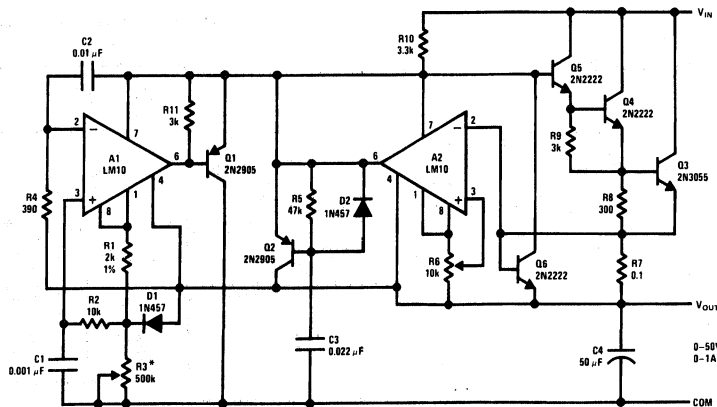 C2
0.01 μF
R11
3k
2
−
7
A1
LM10
6
3
+
1
4
8
Q1
2N2905
R4
390
R1
2k
1%
R2
10k
D1
1N457
C1
0.001 μF
R3*
500k
R10
3.3k
R5
47k
D2
1N457
Q2
2N2905
C3
0.022 μF
6
4
7
A2
LM10
−
2
+
3
1
8
R6
10k
Q6
2N2222
Q5
2N2222
Q4
2N2222
R9
3k
Q3
2N3055
R8
300
R7
0.1
C4
50 μF
VIN
VOUT
0–50V
0–1A
COM